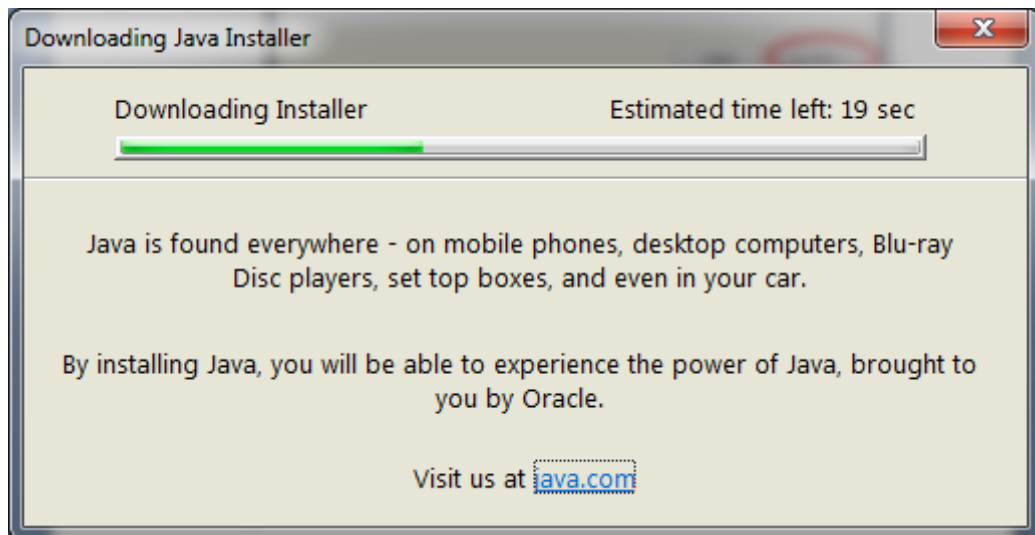 Downloading Java Installer
Downloading Installer Estimated time left: 19 sec
Java is found everywhere - on mobile phones, desktop computers, Blu-ray
Disc players, set top boxes, and even in your car.
By installing Java, you will be able to experience the power of Java, brought to
you by Oracle.
Visit us at java.com